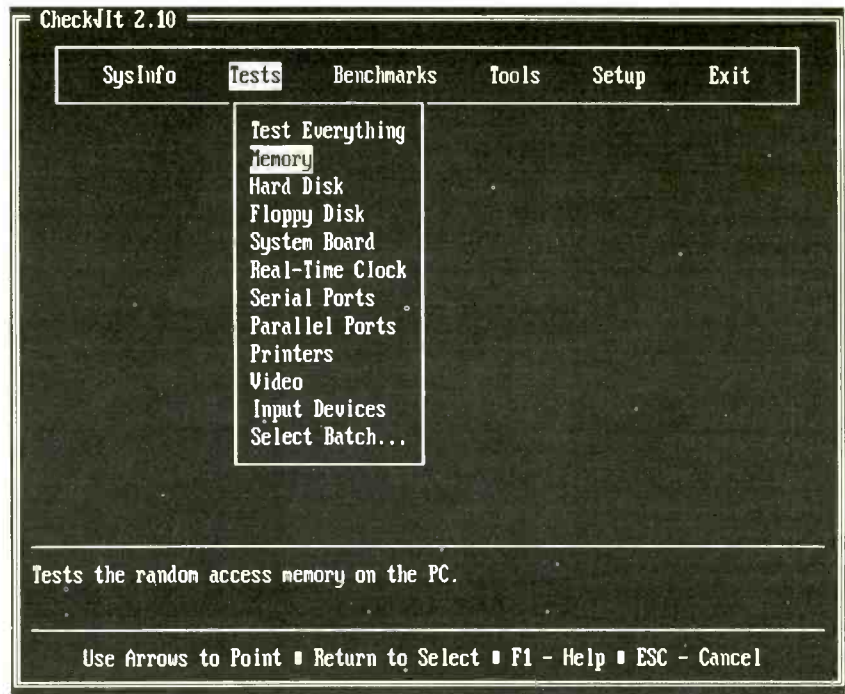 Check√It 2.10
SysInfo Tests Benchmarks Tools Setup Exit
Test Everything
Memory
Hard Disk
Floppy Disk
System Board
Real-Time Clock
Serial Ports
Parallel Ports
Printers
Video
Input Devices
Select Batch...
Tests the random access memory on the PC.
Use Arrows to Point ▪ Return to Select ▪ F1 - Help ▪ ESC - Cancel